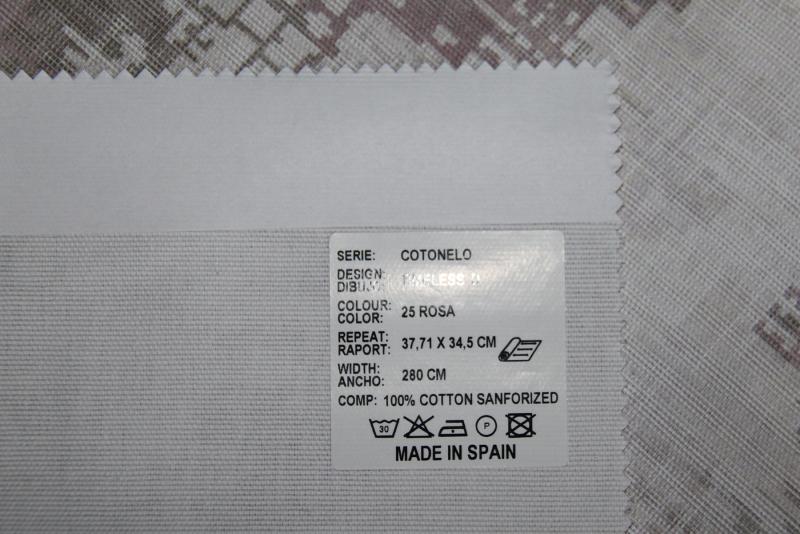 SERIE: COTONELO
DESIGN:
DIBUJO: TIMELESS
COLOUR:
COLOR: 25 ROSA
REPEAT:
RAPORT: 37,71 X 34,5 CM
WIDTH:
ANCHO: 280 CM
COMP: 100% COTTON SANFORIZED
30 P
MADE IN SPAIN